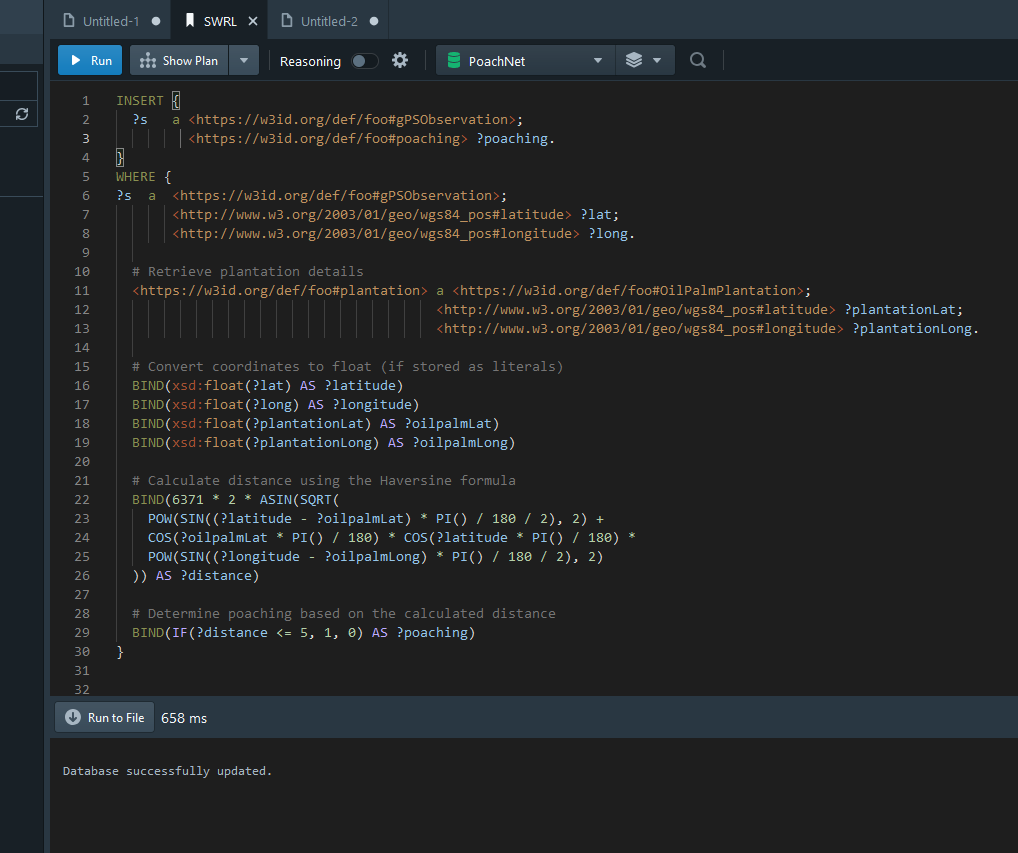 Untitled-1
SWRL
Untitled-2
Run
Show Plan
Reasoning
PoachNet
1 INSERT {
2 ?s a <https://w3id.org/def/foo#gPSObservation>;
3 <https://w3id.org/def/foo#poaching> ?poaching.
4 }
5 WHERE {
6 ?s a <https://w3id.org/def/foo#gPSObservation>;
7 <http://www.w3.org/2003/01/geo/wgs84_pos#latitude> ?lat;
8 <http://www.w3.org/2003/01/geo/wgs84_pos#longitude> ?long.
9
10 # Retrieve plantation details
11 <https://w3id.org/def/foo#plantation> a <https://w3id.org/def/foo#OilPalmPlantation>;
12 <http://www.w3.org/2003/01/geo/wgs84_pos#latitude> ?plantationLat;
13 <http://www.w3.org/2003/01/geo/wgs84_pos#longitude> ?plantationLong.
14
15 # Convert coordinates to float (if stored as literals)
16 BIND(xsd:float(?lat) AS ?latitude)
17 BIND(xsd:float(?long) AS ?longitude)
18 BIND(xsd:float(?plantationLat) AS ?oilpalmLat)
19 BIND(xsd:float(?plantationLong) AS ?oilpalmLong)
20
21 # Calculate distance using the Haversine formula
22 BIND(6371 * 2 * ASIN(SQRT(
23 POW(SIN((?latitude - ?oilpalmLat) * PI() / 180 / 2), 2) +
24 COS(?oilpalmLat * PI() / 180) * COS(?latitude * PI() / 180) *
25 POW(SIN((?longitude - ?oilpalmLong) * PI() / 180 / 2), 2)
26 )) AS ?distance)
27
28 # Determine poaching based on the calculated distance
29 BIND(IF(?distance <= 5, 1, 0) AS ?poaching)
30 }
31
32
Run to File 658 ms
Database successfully updated.